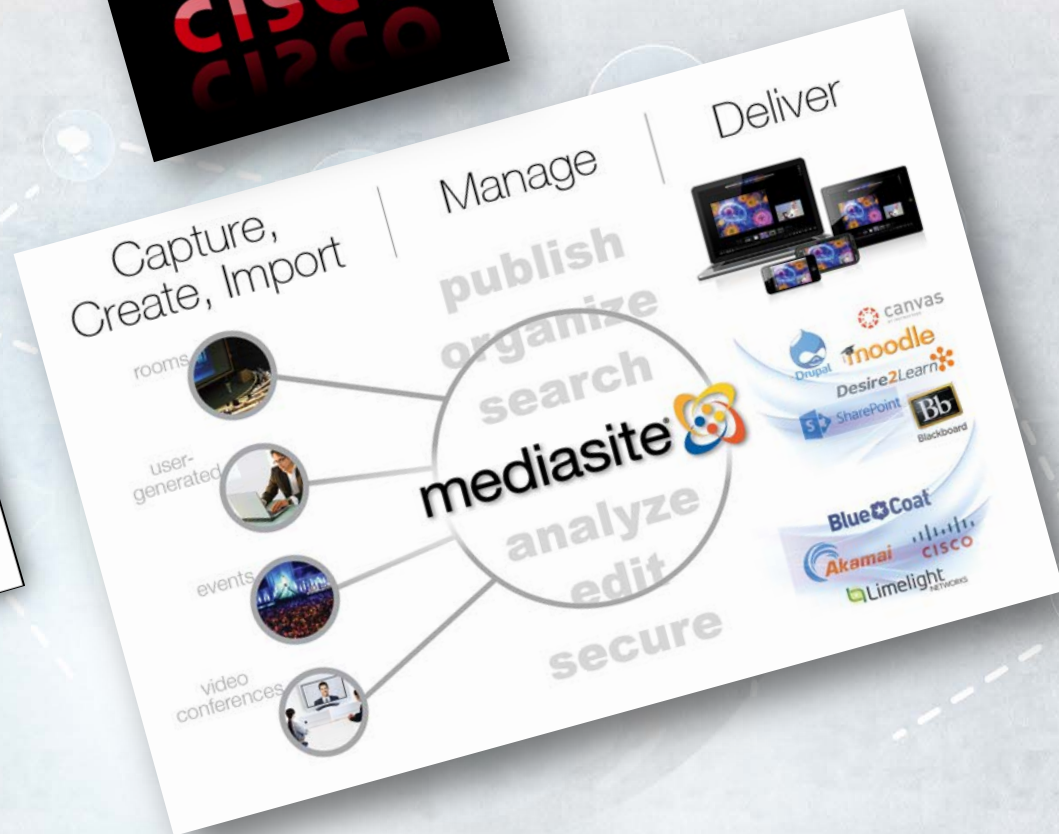 cisco
Capture,
Create, Import
Manage
Deliver
rooms
user-
generated
events
video
conferences
publish
organize
search
mediasite
analyze
edit
secure
canvas
Drupal
moodle
Desire2Learn
S
SharePoint
Bb
Blackboard
Blue Coat
Akamai
CISCO
Limelight
NETWORKS